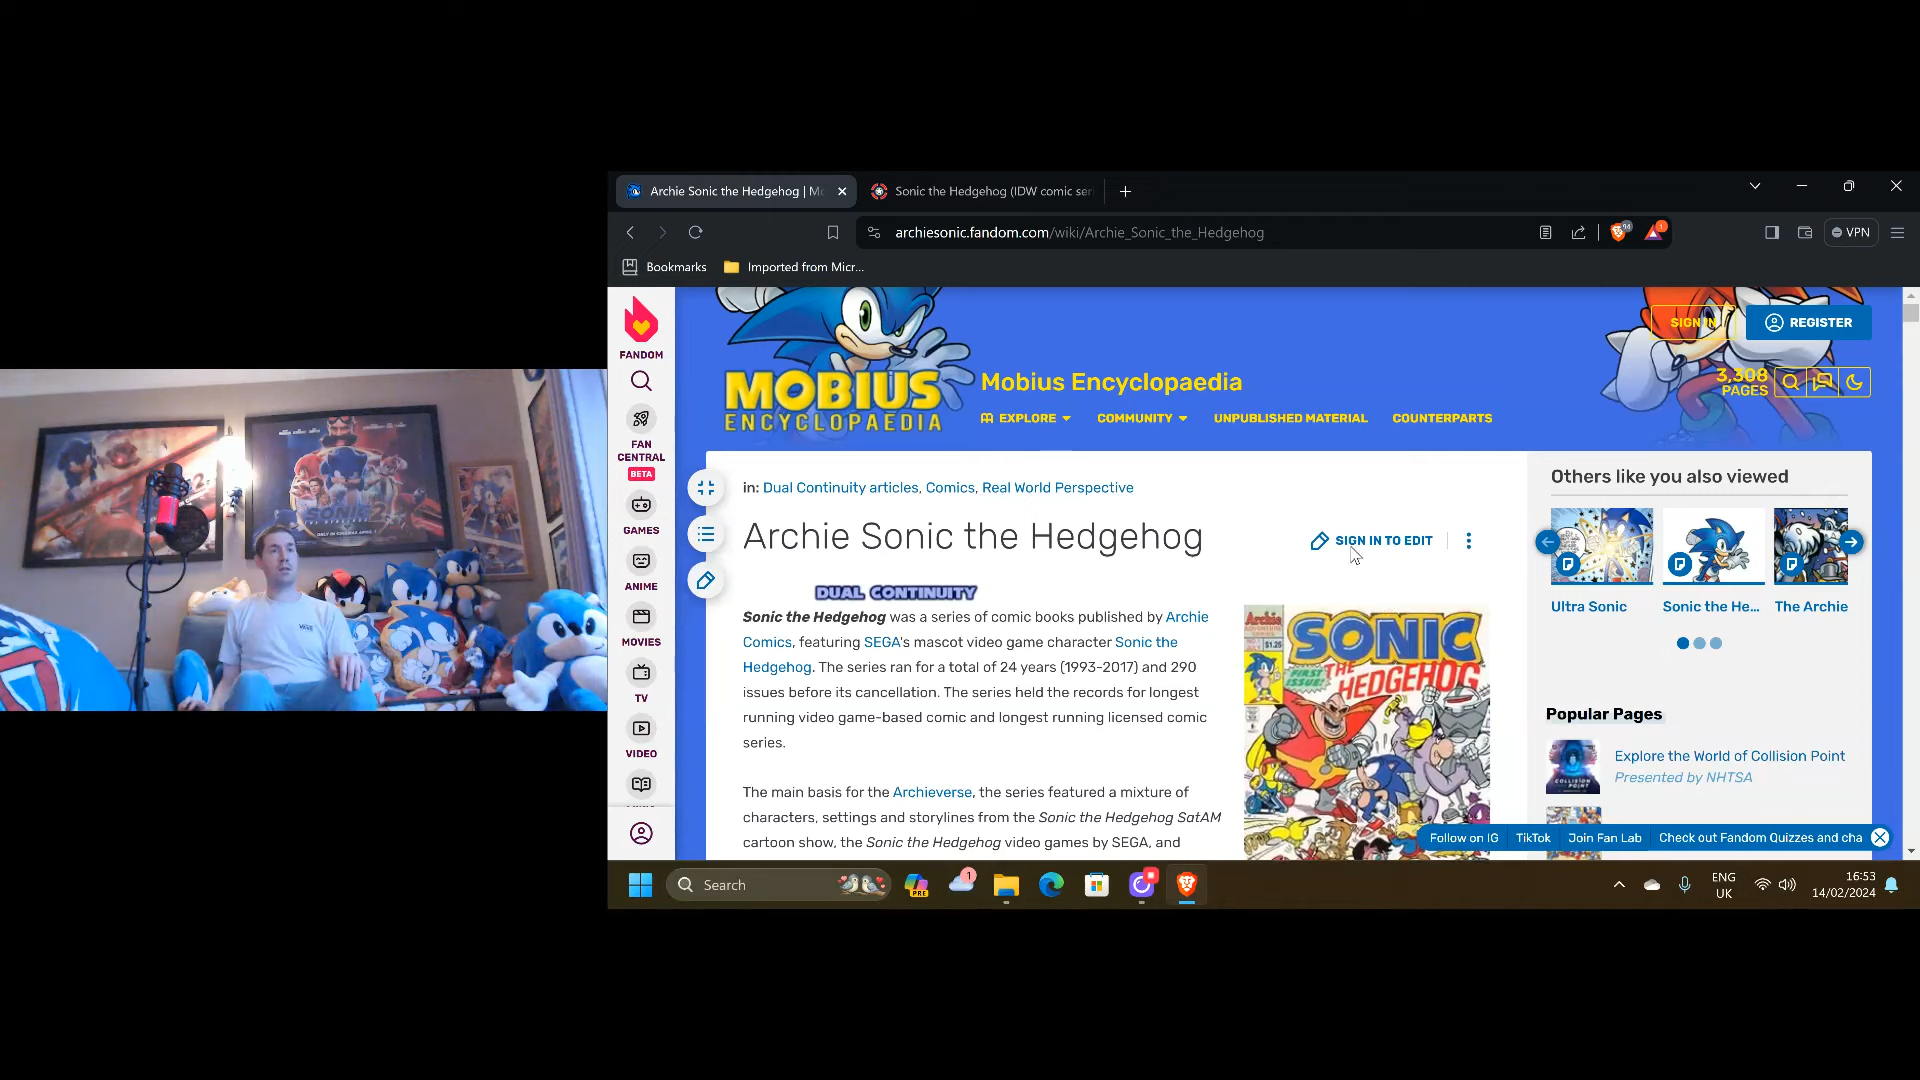 Archie Sonic the Hedgehog | Mo
Sonic the Hedgehog (IDW comic seri
archiesonic.fandom.com/wiki/Archie_Sonic_the_Hedgehog
VPN
Bookmarks
Imported from Micr...
FANDOM
FAN CENTRAL
BETA
GAMES
ANIME
MOVIES
TV
VIDEO
MOBIUS
ENCYCLOPAEDIA
Mobius Encyclopaedia
EXPLORE
COMMUNITY
UNPUBLISHED MATERIAL
COUNTERPARTS
SIGN IN
REGISTER
3,308
PAGES
in: Dual Continuity articles, Comics, Real World Perspective
Archie Sonic the Hedgehog
SIGN IN TO EDIT
DUAL CONTINUITY
Sonic the Hedgehog was a series of comic books published by Archie
Comics, featuring SEGA's mascot video game character Sonic the
Hedgehog. The series ran for a total of 24 years (1993-2017) and 290
issues before its cancellation. The series held the records for longest
running video game-based comic and longest running licensed comic
series.
The main basis for the Archieverse, the series featured a mixture of
characters, settings and storylines from the Sonic the Hedgehog SatAM
cartoon show, the Sonic the Hedgehog video games by SEGA, and
Archie
$1.25
SONIC
THE HEDGEHOG
FIRST ISSUE!
Others like you also viewed
Ultra Sonic
Sonic the He...
The Archie
Popular Pages
Explore the World of Collision Point
Presented by NHTSA
Follow on IG
TikTok
Join Fan Lab
Check out Fandom Quizzes and cha
Search
PRE
1
ENG
UK
16:53
14/02/2024